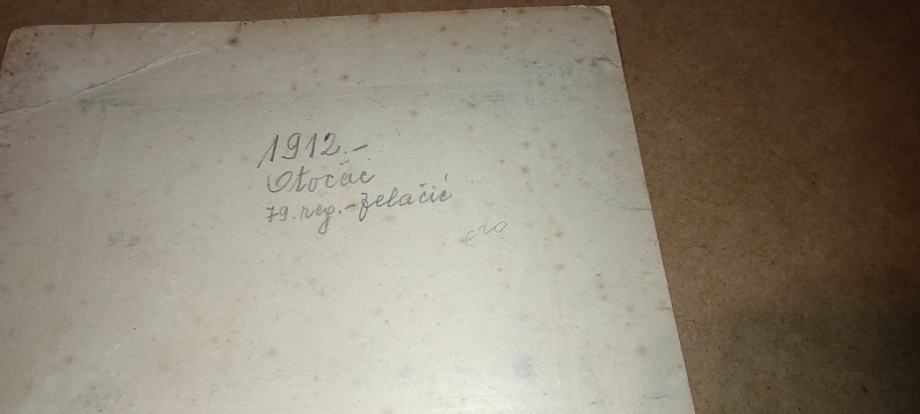 1912.-
Otočac
79. reg. - Jelačić